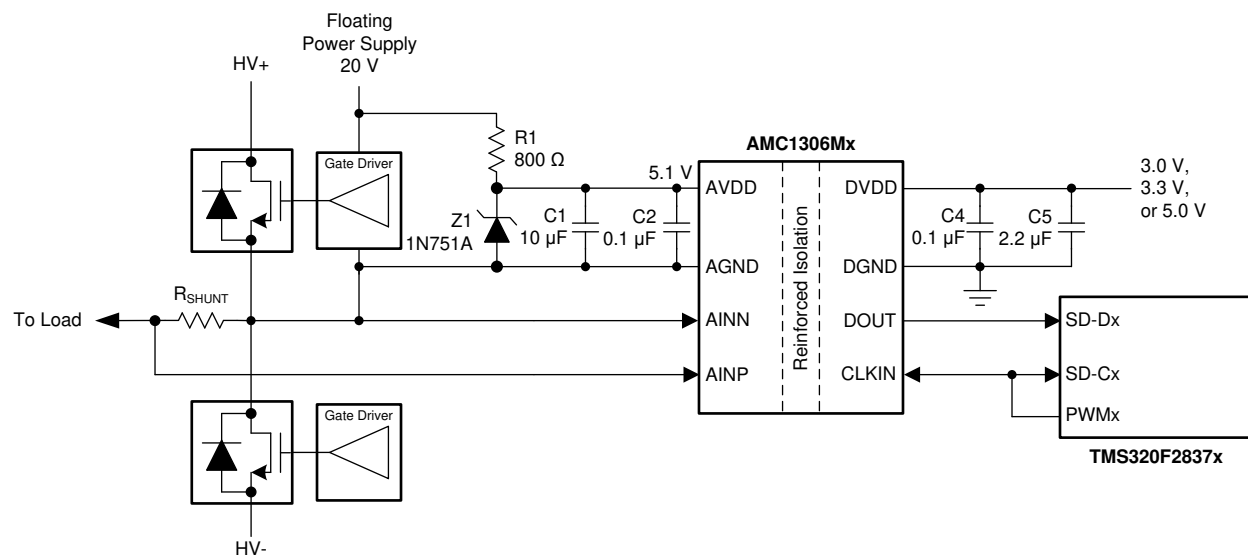 Floating
Power Supply
20 V
HV+
R1
800 Ω
Gate Driver
AMC1306Mx
5.1 V
AVDD
DVDD
3.0 V,
3.3 V,
or 5.0 V
Z1
1N751A
C1
10 µF
C2
0.1 µF
C4
0.1 µF
C5
2.2 µF
AGND
DGND
Reinforced Isolation
RSHUNT
To Load
AINN
DOUT
SD-Dx
AINP
CLKIN
SD-Cx
PWMx
Gate Driver
TMS320F2837x
HV-